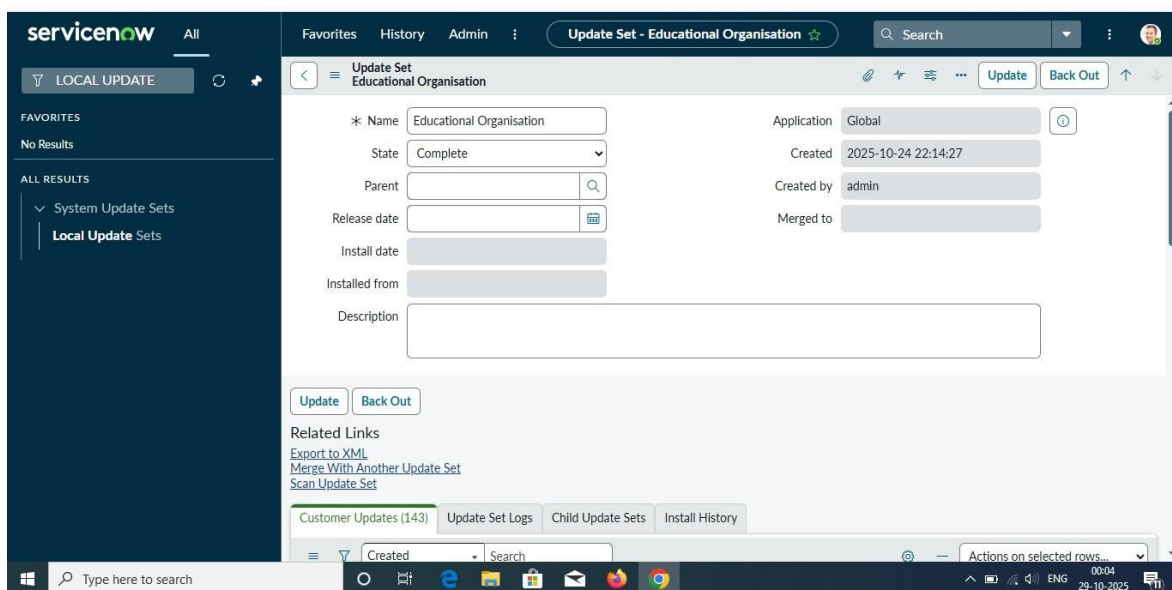 servicenow All Favorites History Admin Update Set - Educational Organisation Search
LOCAL UPDATE
FAVORITES
No Results
ALL RESULTS
System Update Sets
Local Update Sets
Update Set
Educational Organisation
Update Back Out
Name Educational Organisation
State Complete
Parent
Release date
Install date
Installed from
Description
Application Global
Created 2025-10-24 22:14:27
Created by admin
Merged to
Update Back Out
Related Links
Export to XML
Merge With Another Update Set
Scan Update Set
Customer Updates (143) Update Set Logs Child Update Sets Install History
Created Search Actions on selected rows...
Type here to search ENG 00:04
29-10-2025